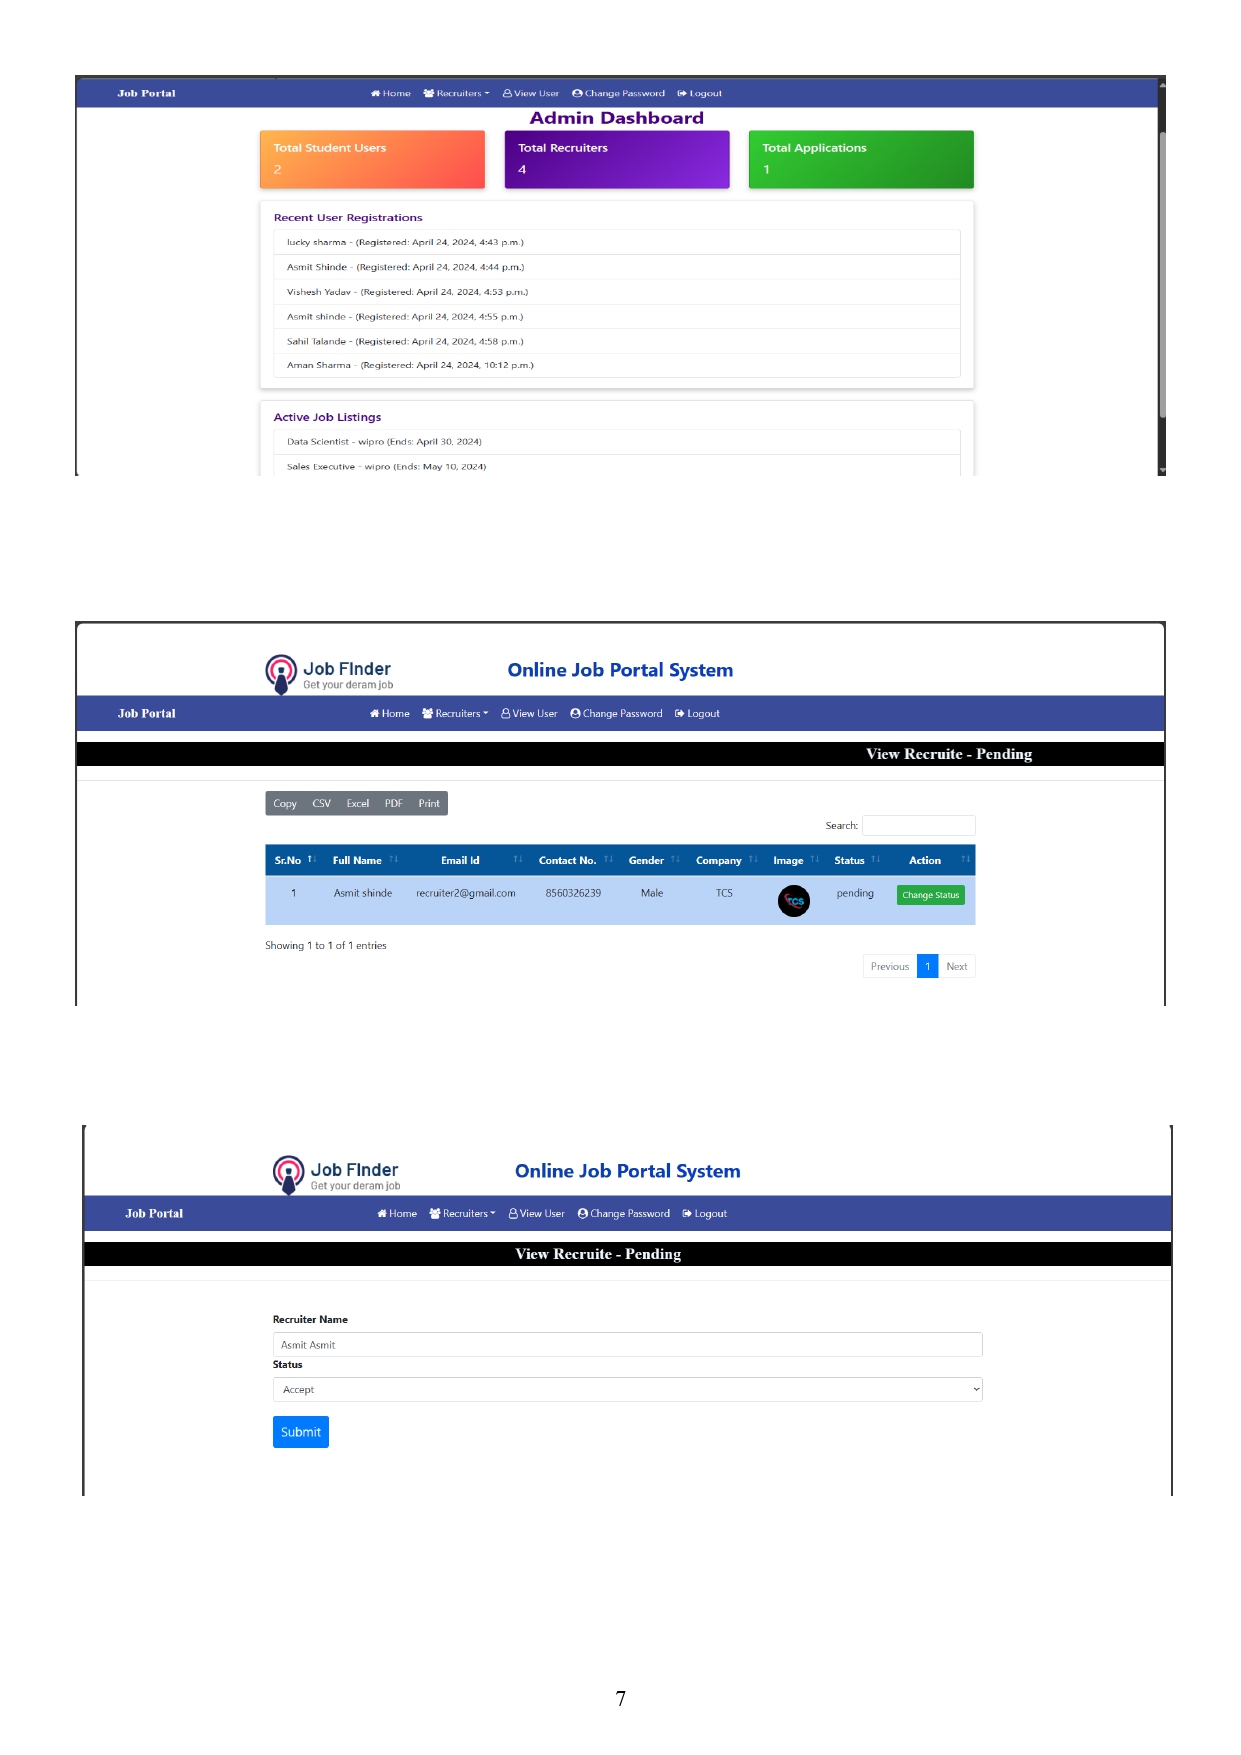 Job Portal Home Recruiters View User Change Password Logout
Admin Dashboard
Total Student Users Total Recruiters Total Applications
2 4 1
Recent User Registrations
lucky sharma - (Registered: April 24, 2024, 4:43 p.m.)
Asmit Shinde - (Registered: April 24, 2024, 4:44 p.m.)
Vishesh Yadav - (Registered: April 24, 2024, 4:53 p.m.)
Asmit shinde - (Registered: April 24, 2024, 4:55 p.m.)
Sahil Talande - (Registered: April 24, 2024, 4:58 p.m.)
Aman Sharma - (Registered: April 24, 2024, 10:12 p.m.)
Active Job Listings
Data Scientist - wipro (Ends: April 30, 2024)
Sales Executive - wipro (Ends: May 10, 2024)
Job FInder Online Job Portal System
Get your deram job
Job Portal Home Recruiters View User Change Password Logout
View Recruite - Pending
Copy CSV Excel PDF Print
Search:
Sr.No Full Name Email Id Contact No. Gender Company Image Status Action
1 Asmit shinde recruiter2@gmail.com 8560326239 Male TCS TCS pending Change Status
Showing 1 to 1 of 1 entries
Previous 1 Next
Job FInder Online Job Portal System
Get your deram job
Job Portal Home Recruiters View User Change Password Logout
View Recruite - Pending
Recruiter Name
Asmit Asmit
Status
Accept
Submit
7